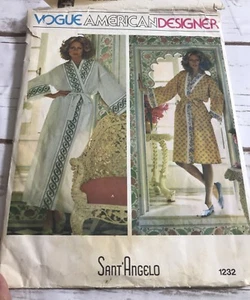 VOGUE AMERICAN DESIGNER
SANT'ANGELO
1232